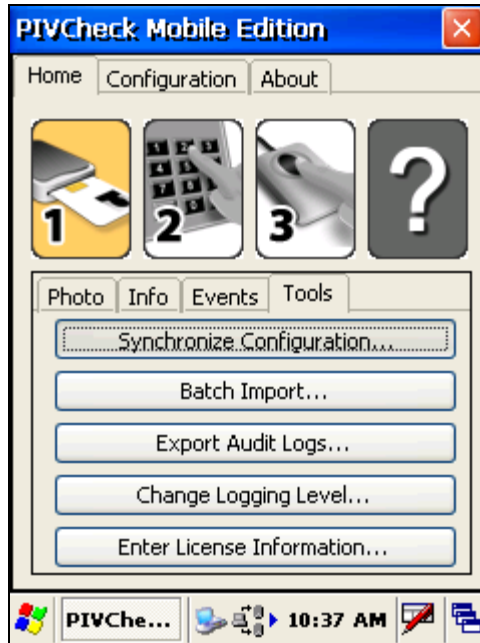 PIVCheck Mobile Edition
Home Configuration About
1 2 3 ?
Photo Info Events Tools
Synchronize Configuration...
Batch Import...
Export Audit Logs...
Change Logging Level...
Enter License Information...
PIVChe... 10:37 AM